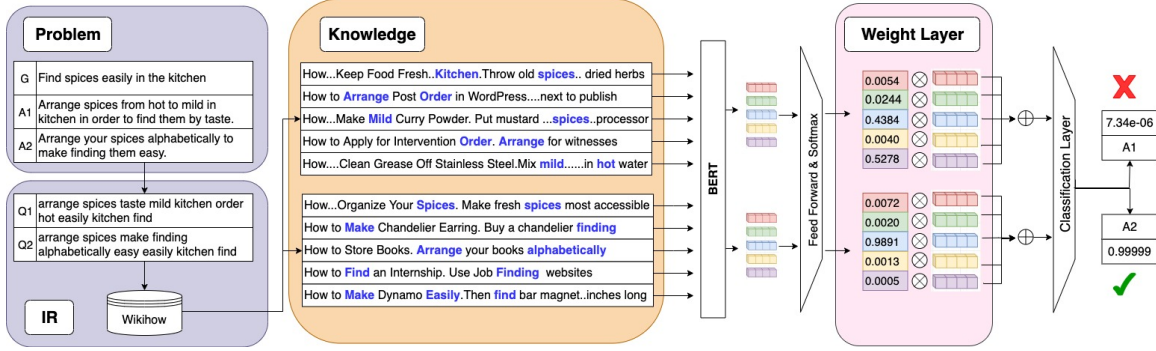 Problem
G Find spices easily in the kitchen
A1 Arrange spices from hot to mild in
kitchen in order to find them by taste.
A2 Arrange your spices alphabetically to
make finding them easy.
Q1 arrange spices taste mild kitchen order
hot easily kitchen find
Q2 arrange spices make finding
alphabetically easy easily kitchen find
IR
Wikihow
Knowledge
How...Keep Food Fresh..Kitchen.Throw old spices.. dried herbs
How to Arrange Post Order in WordPress....next to publish
How...Make Mild Curry Powder. Put mustard ...spices..processor
How to Apply for Intervention Order. Arrange for witnesses
How....Clean Grease Off Stainless Steel.Mix mild......in hot water
How...Organize Your Spices. Make fresh spices most accessible
How to Make Chandelier Earring. Buy a chandelier finding
How to Store Books. Arrange your books alphabetically
How to Find an Internship. Use Job Finding websites
How to Make Dynamo Easily.Then find bar magnet..inches long
BERT
Feed Forward & Softmax
Weight Layer
0.0054
0.0244
0.4384
0.0040
0.5278
0.0072
0.0020
0.9891
0.0013
0.0005
Classification Layer
7.34e-06
A1
A2
0.99999